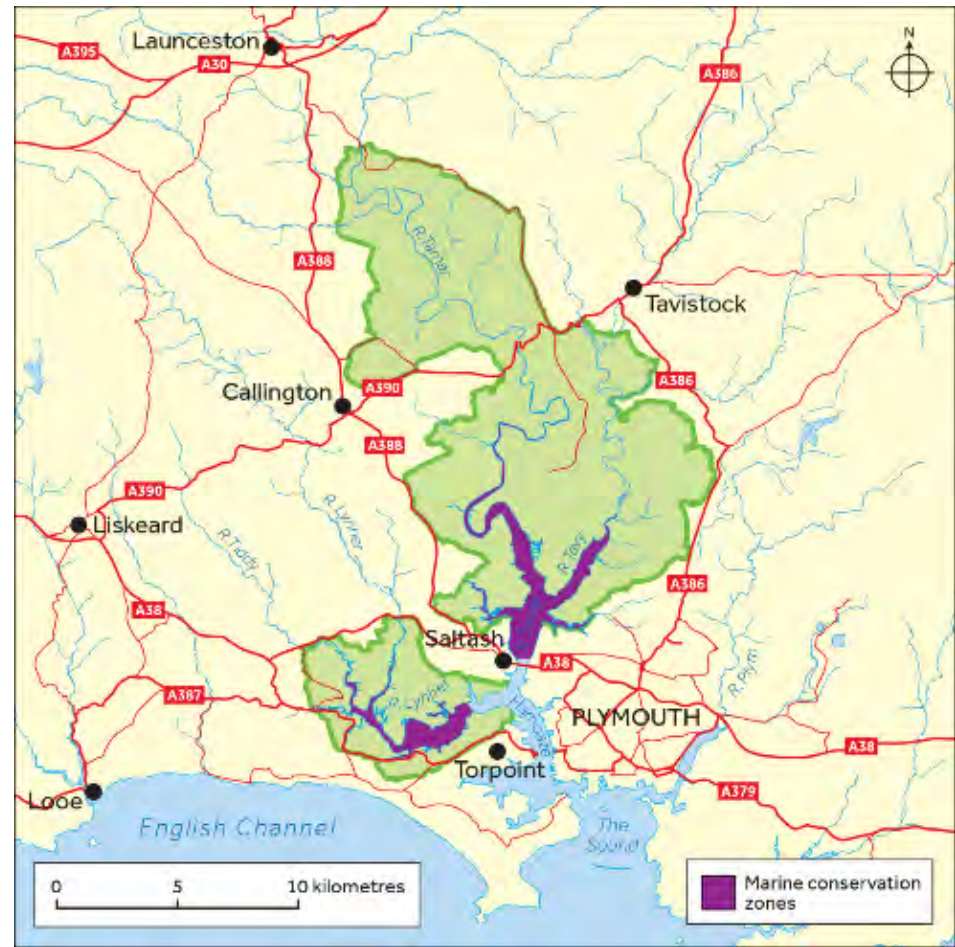 N
Launceston
A395
A30
A386
A388
R.Tamar
Tavistock
Callington
A390
A386
A388
A390
Liskeard
R.Tiddy
R.Lynher
R.Tavy
A386
A38
Saltash
A38
R.Plym
A387
R.Lynher
Hamoaze
PLYMOUTH
A38
Torpoint
A379
Looe
English Channel
The
Sound
0 5 10 kilometres
Marine conservation
zones